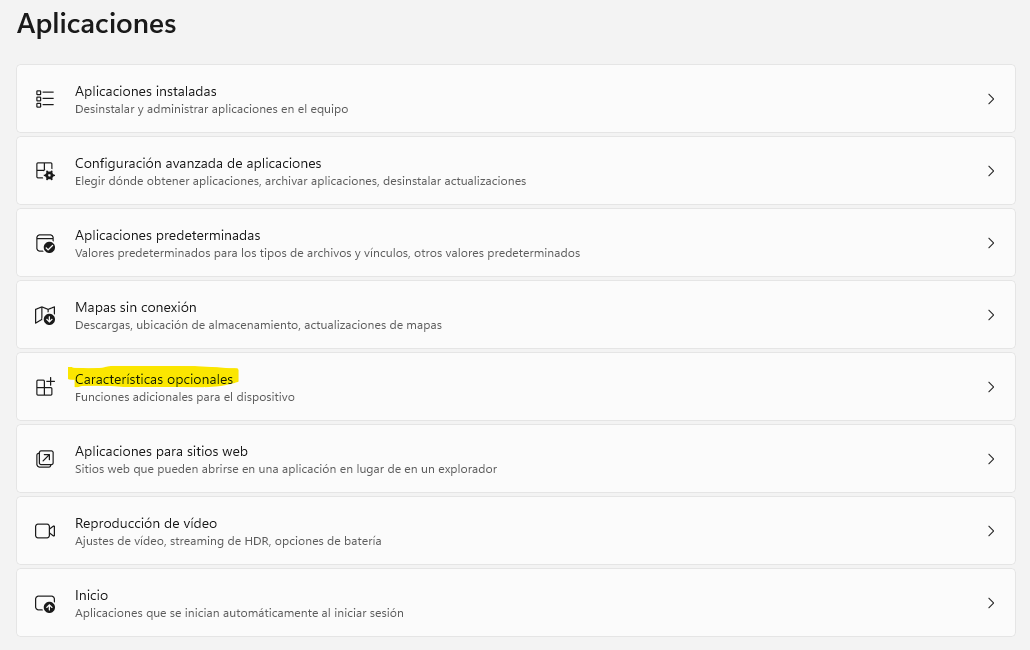 Aplicaciones
Aplicaciones instaladas
Desinstalar y administrar aplicaciones en el equipo
Configuración avanzada de aplicaciones
Elegir dónde obtener aplicaciones, archivar aplicaciones, desinstalar actualizaciones
Aplicaciones predeterminadas
Valores predeterminados para los tipos de archivos y vínculos, otros valores predeterminados
Mapas sin conexión
Descargas, ubicación de almacenamiento, actualizaciones de mapas
Características opcionales
Funciones adicionales para el dispositivo
Aplicaciones para sitios web
Sitios web que pueden abrirse en una aplicación en lugar de en un explorador
Reproducción de vídeo
Ajustes de vídeo, streaming de HDR, opciones de batería
Inicio
Aplicaciones que se inician automáticamente al iniciar sesión